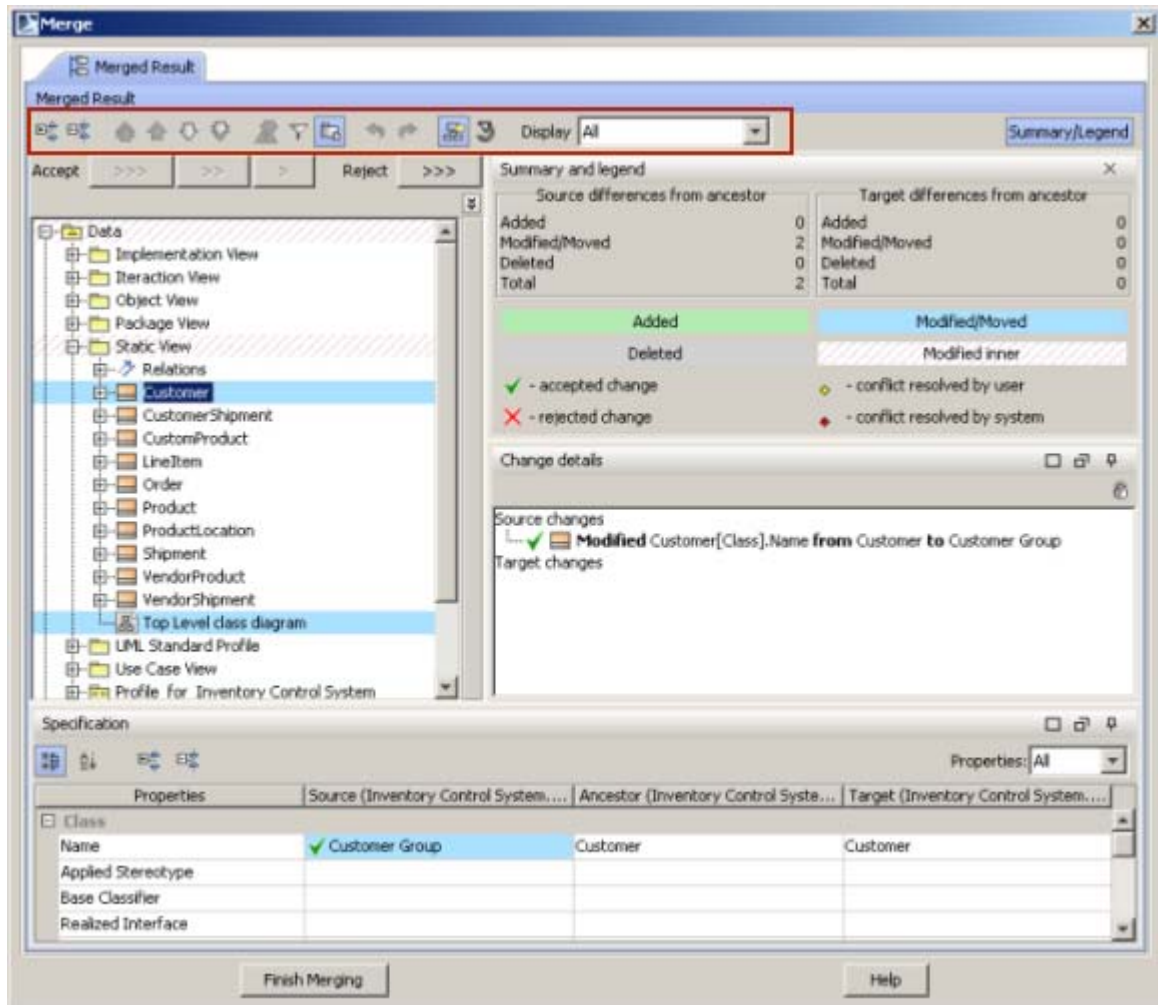 Merge
Merged Result
Merged Result
Display All
Summary/Legend
Accept >>> >> > Reject >>>
Summary and legend
Source differences from ancestor
Added 0
Modified/Moved 2
Deleted 0
Total 2
Target differences from ancestor
Added 0
Modified/Moved 0
Deleted 0
Total 0
Added
Modified/Moved
Deleted
Modified inner
- accepted change
- conflict resolved by user
- rejected change
- conflict resolved by system
Data
Implementation View
Iteraction View
Object View
Package View
Static View
Relations
Customer
CustomerShipment
CustomProduct
LineItem
Order
Product
ProductLocation
Shipment
VendorProduct
VendorShipment
Top Level class diagram
UML Standard Profile
Use Case View
Profile for Inventory Control System
Change details
Source changes
Modified Customer[Class].Name from Customer to Customer Group
Target changes
Specification
Properties: All
Properties Source (Inventory Control System.... Ancestor (Inventory Control Syste... Target (Inventory Control System....
Class
Name Customer Group Customer Customer
Applied Stereotype
Base Classifier
Realized Interface
Finish Merging
Help